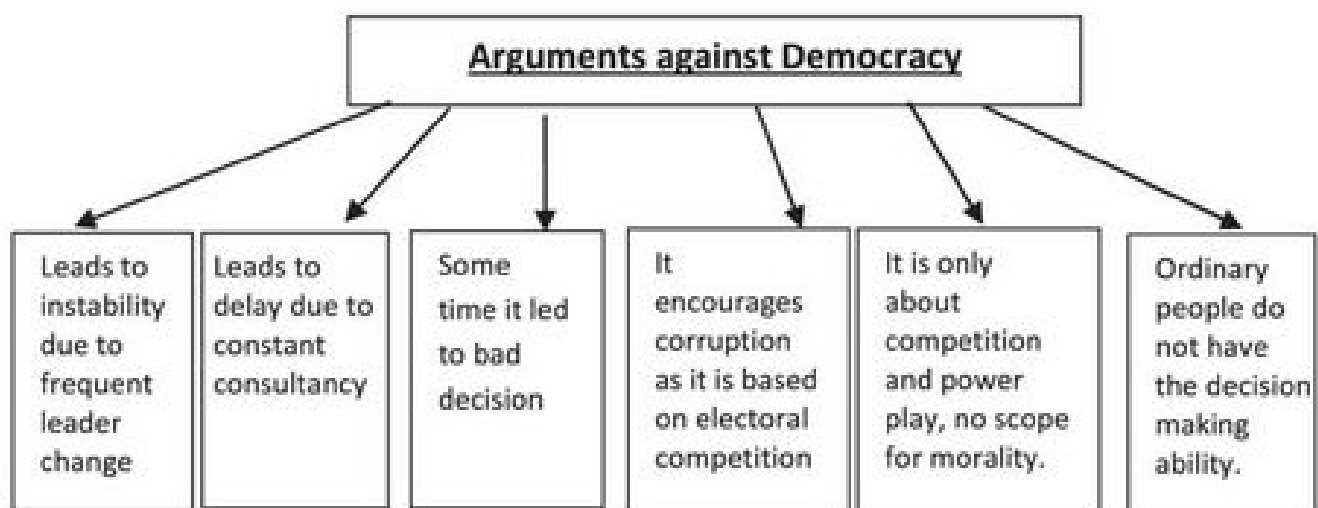 Arguments against Democracy
Leads to
instability
due to
frequent
leader
change
Leads to
delay due to
constant
consultancy
Some
time it led
to bad
decision
It
encourages
corruption
as it is based
on electoral
competition
It is only
about
competition
and power
play, no scope
for morality.
Ordinary
people do
not have
the decision
making
ability.